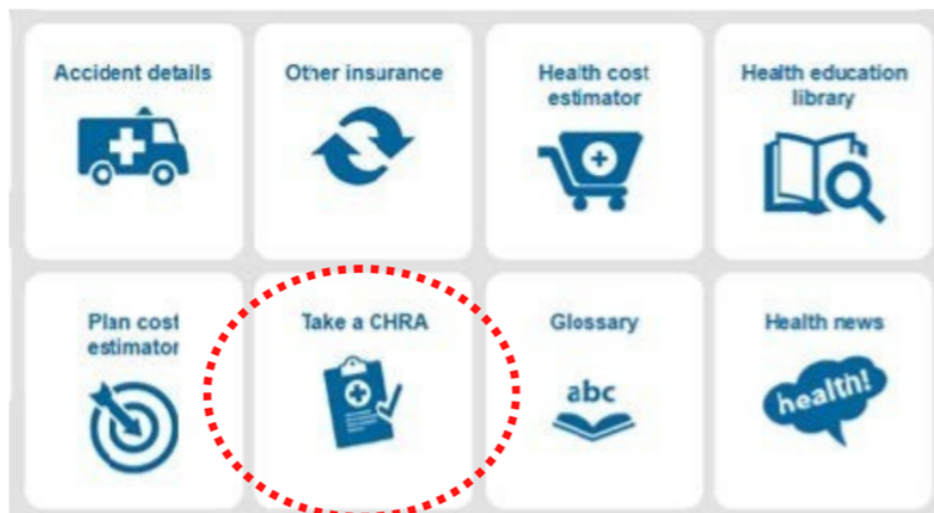 Accident details
Other insurance
Health cost
estimator
Health education
library
Plan cost
estimator
Take a CHRA
Glossary
abc
Health news
health!